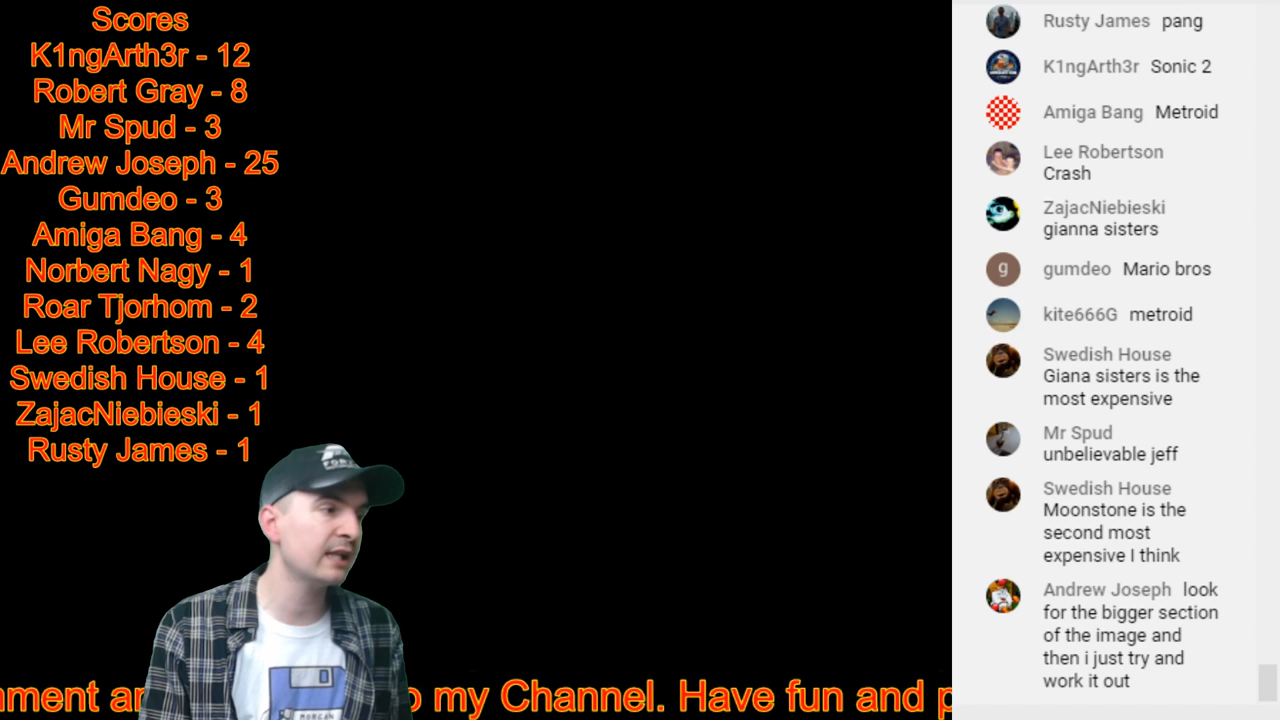 Scores
K1ngArth3r - 12
Robert Gray - 8
Mr Spud - 3
Andrew Joseph - 25
Gumdeo - 3
Amiga Bang - 4
Norbert Nagy - 1
Roar Tjorhom - 2
Lee Robertson - 4
Swedish House - 1
ZajacNiebieski - 1
Rusty James - 1
my Channel. Have fun and
MORGAN
Rusty James pang
K1ngArth3r Sonic 2
Amiga Bang Metroid
Lee Robertson
Crash
ZajacNiebieski
gianna sisters
g
gumdeo Mario bros
kite666G metroid
Swedish House
Giana sisters is the
most expensive
Mr Spud
unbelievable jeff
Swedish House
Moonstone is the
second most
expensive I think
Andrew Joseph look
for the bigger section
of the image and
then i just try and
work it out